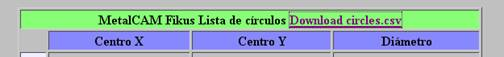 MetalCAM Fikus Lista de círculos Download circles.csv
Centro X Centro Y Diámetro